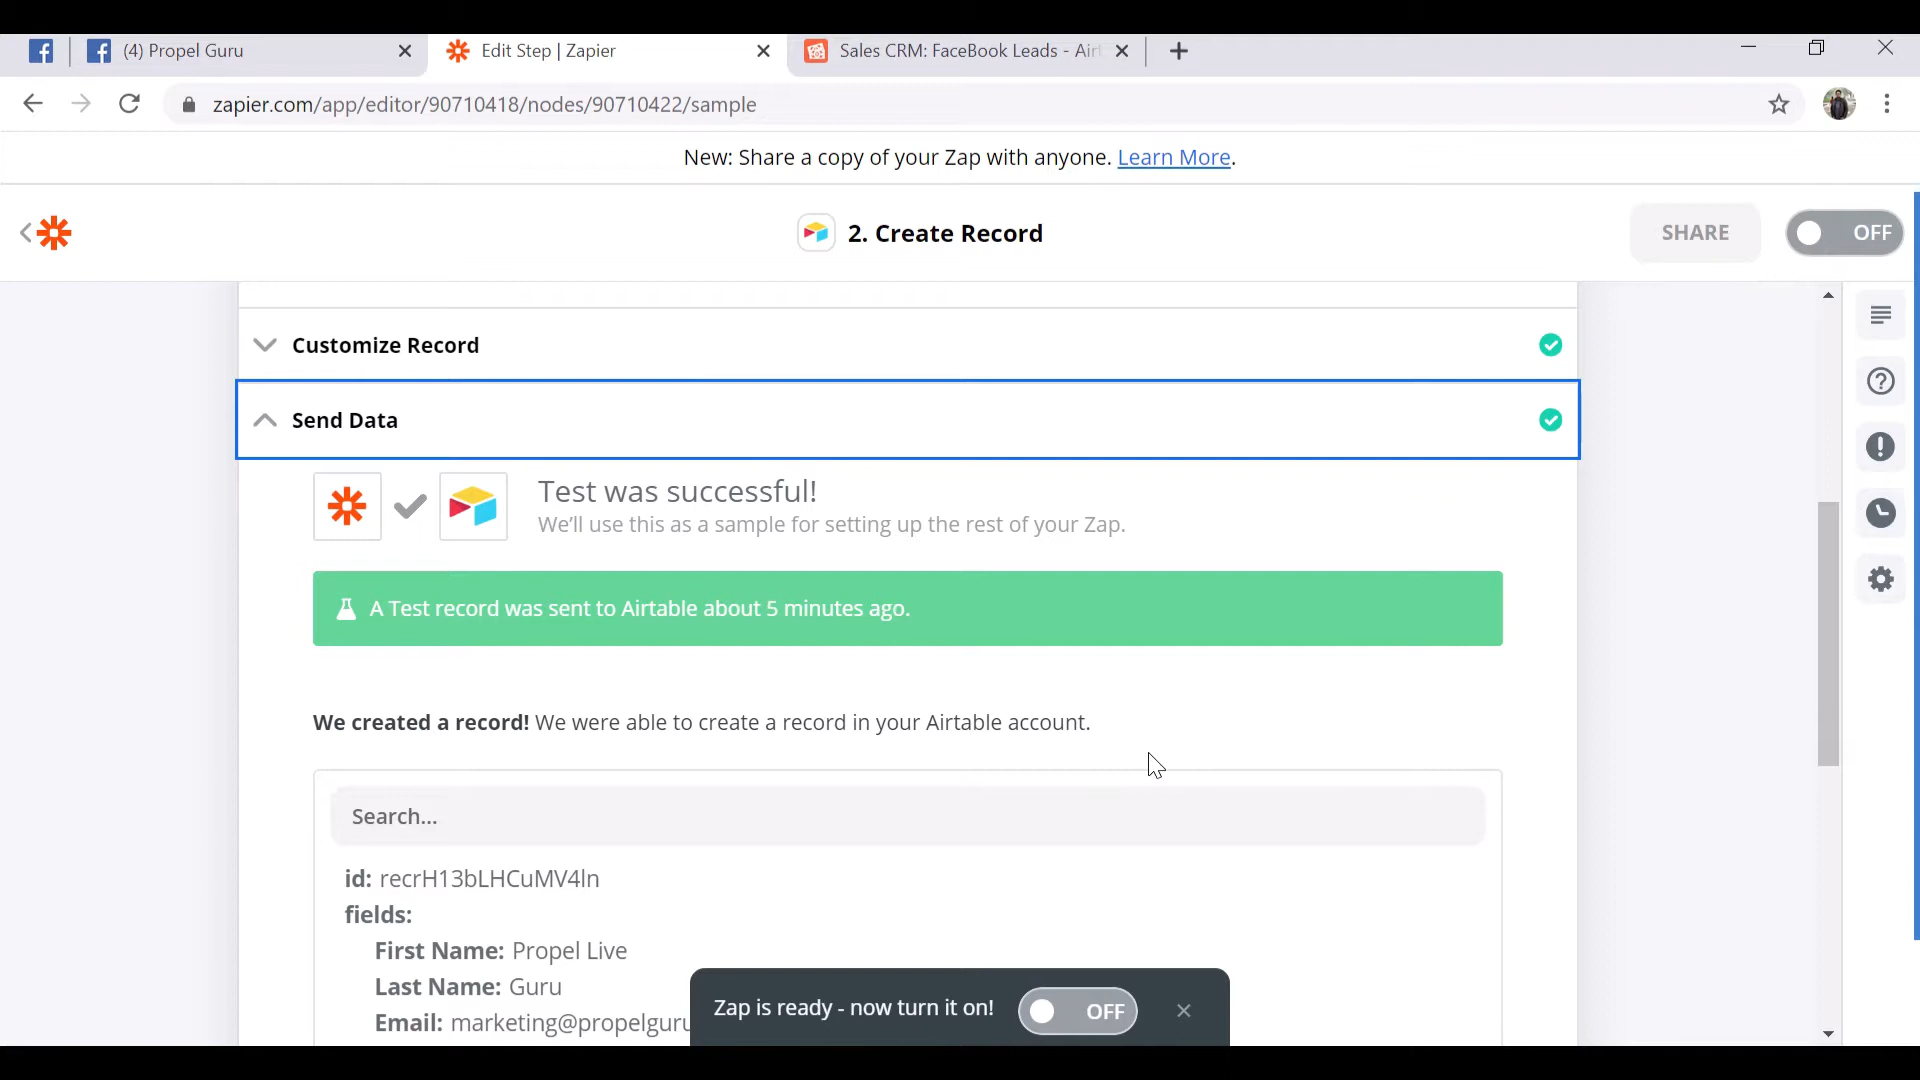 (4) Propel Guru
Edit Step | Zapier
Sales CRM: FaceBook Leads - Air
zapier.com/app/editor/90710418/nodes/90710422/sample
New: Share a copy of your Zap with anyone. Learn More.
2. Create Record
SHARE
OFF
Customize Record
Send Data
Test was successful!
We'll use this as a sample for setting up the rest of your Zap.
A Test record was sent to Airtable about 5 minutes ago.
We created a record! We were able to create a record in your Airtable account.
Search...
id: recrH13bLHCuMV4ln
fields:
First Name: Propel Live
Last Name: Guru
Email: marketing@propelguru
Zap is ready - now turn it on!
OFF